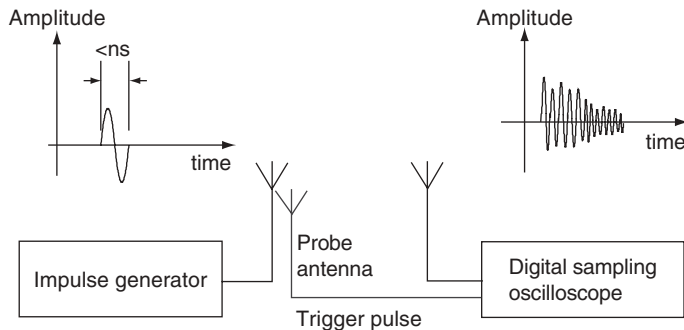 Amplitude
<ns
time
Amplitude
time
Impulse generator
Probe
antenna
Trigger pulse
Digital sampling
oscilloscope